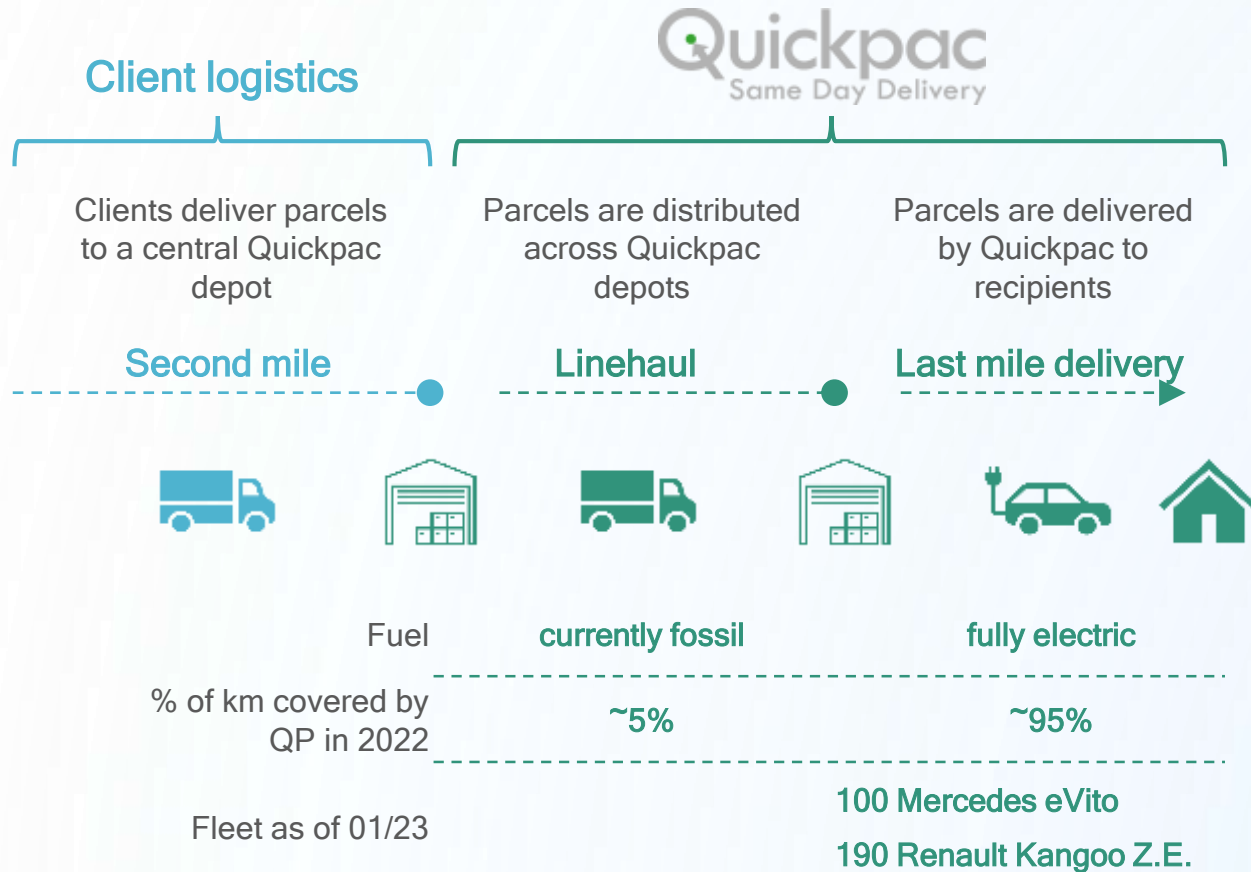 Quickpac
Same Day Delivery
Client logistics
Clients deliver parcels
to a central Quickpac
depot
Parcels are distributed
across Quickpac
depots
Parcels are delivered
by Quickpac to
recipients
Second mile
Linehaul
Last mile delivery
Fuel
currently fossil
fully electric
% of km covered by
QP in 2022
~5%
~95%
Fleet as of 01/23
100 Mercedes eVito
190 Renault Kangoo Z.E.